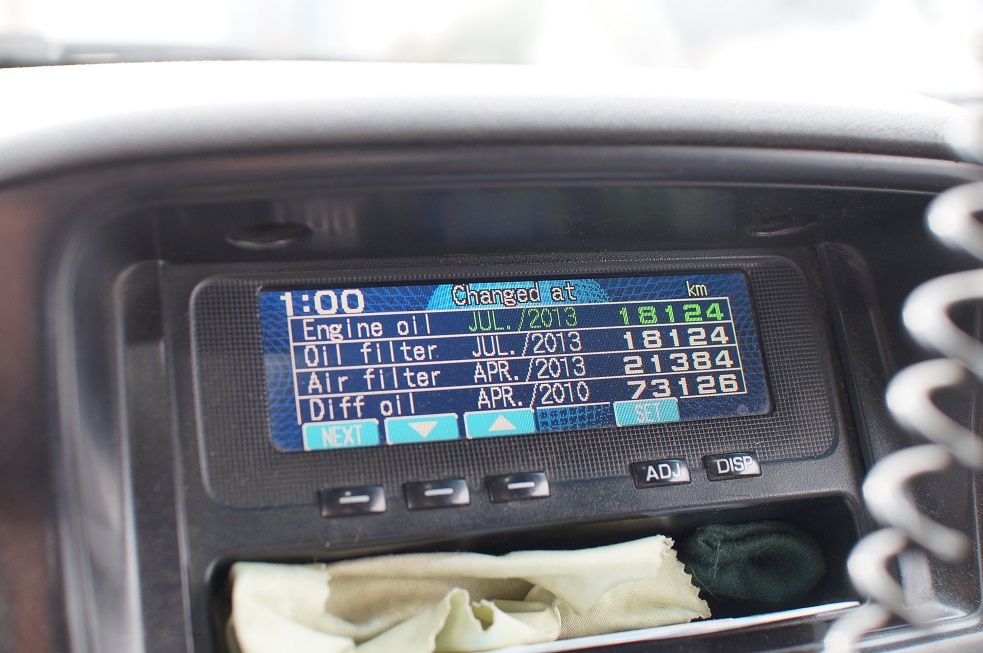 1:00 Changed at km
Engine oil JUL./2013 18124
Oil filter JUL./2013 18124
Air filter APR./2013 21384
Diff oil APR./2010 73126
NEXT ▼ ▲ SET
ADJ DISP